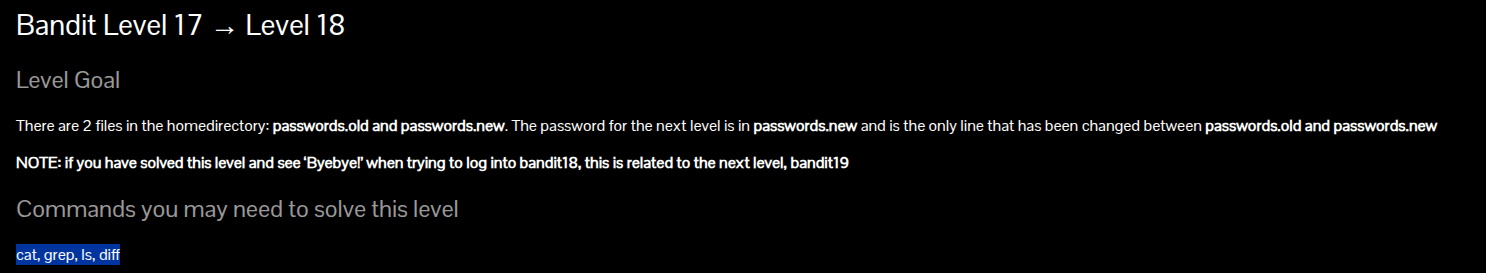 Bandit Level 17 → Level 18
Level Goal
There are 2 files in the homedirectory: passwords.old and passwords.new. The password for the next level is in passwords.new and is the only line that has been changed between passwords.old and passwords.new
NOTE: if you have solved this level and see ‘Byebye!’ when trying to log into bandit18, this is related to the next level, bandit19
Commands you may need to solve this level
cat, grep, ls, diff